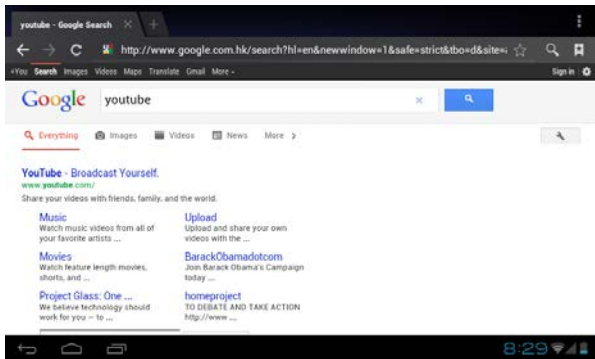 youtube - Google Search
http://www.google.com.hk/search?hl=en&newwindow=1&safe=strict&tbo=d&site=
+You Search Images Videos Maps Translate Gmail More Sign in
Google youtube
Everything Images Videos News More
YouTube - Broadcast Yourself.
www.youtube.com/
Share your videos with friends, family, and the world.
Music
Watch music videos from all of
your favorite artists ...
Upload
Upload and share your own
videos with the ...
Movies
Watch feature length movies,
shorts, and ...
BarackObamadotcom
Join Barack Obama's Campaign
today ...
Project Glass: One ...
We believe technology should
work for you — to ...
homeproject
TO DEBATE AND TAKE ACTION
http://www ...
8:29